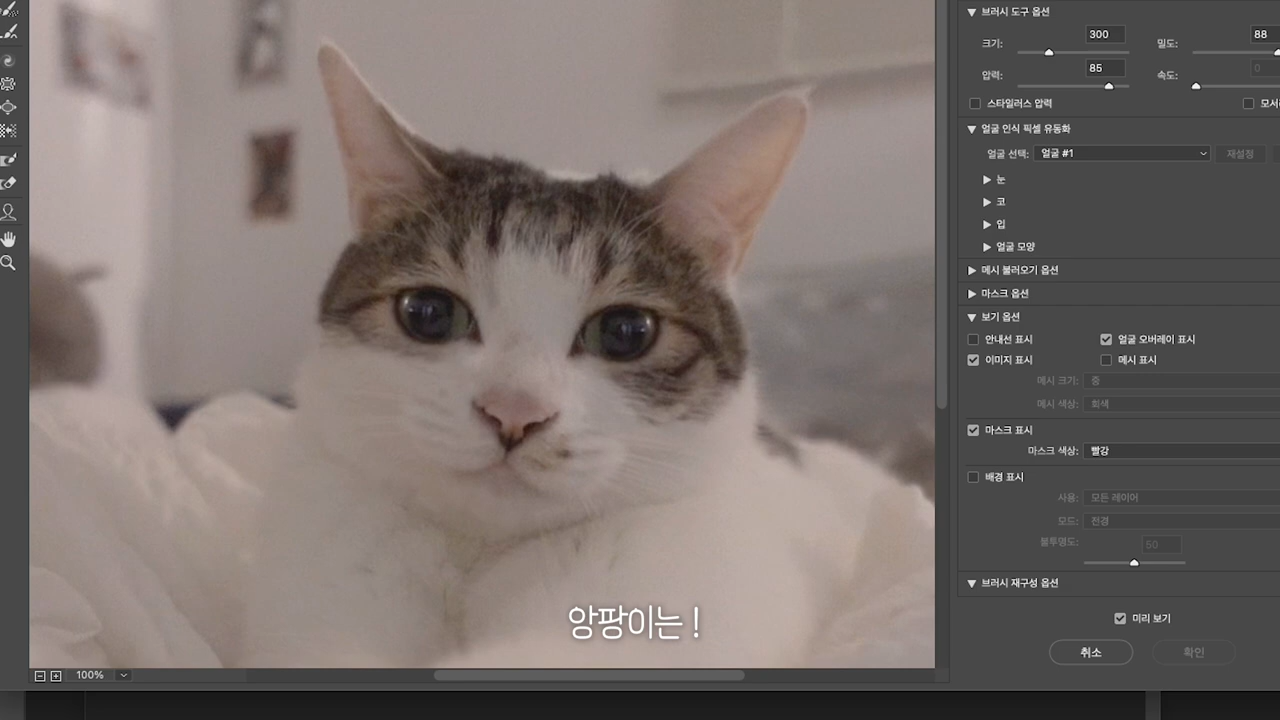 브러시 도구 옵션
크기: 300 밀도: 88
압력: 85 속도: 0
스타일러스 압력
얼굴 인식 픽셀 유동화
얼굴 선택: 얼굴 #1 재설정
눈
코
입
얼굴 모양
메시 불러오기 옵션
마스크 옵션
보기 옵션
안내선 표시 얼굴 오버레이 표시
이미지 표시 메시 표시
메시 크기: 중
메시 색상: 회색
마스크 표시
마스크 색상: 빨강
배경 표시
사용: 모든 레이어
모드: 전경
불투명도: 50
브러시 재구성 옵션
미리 보기
취소 확인
앙팡이는 !
100%